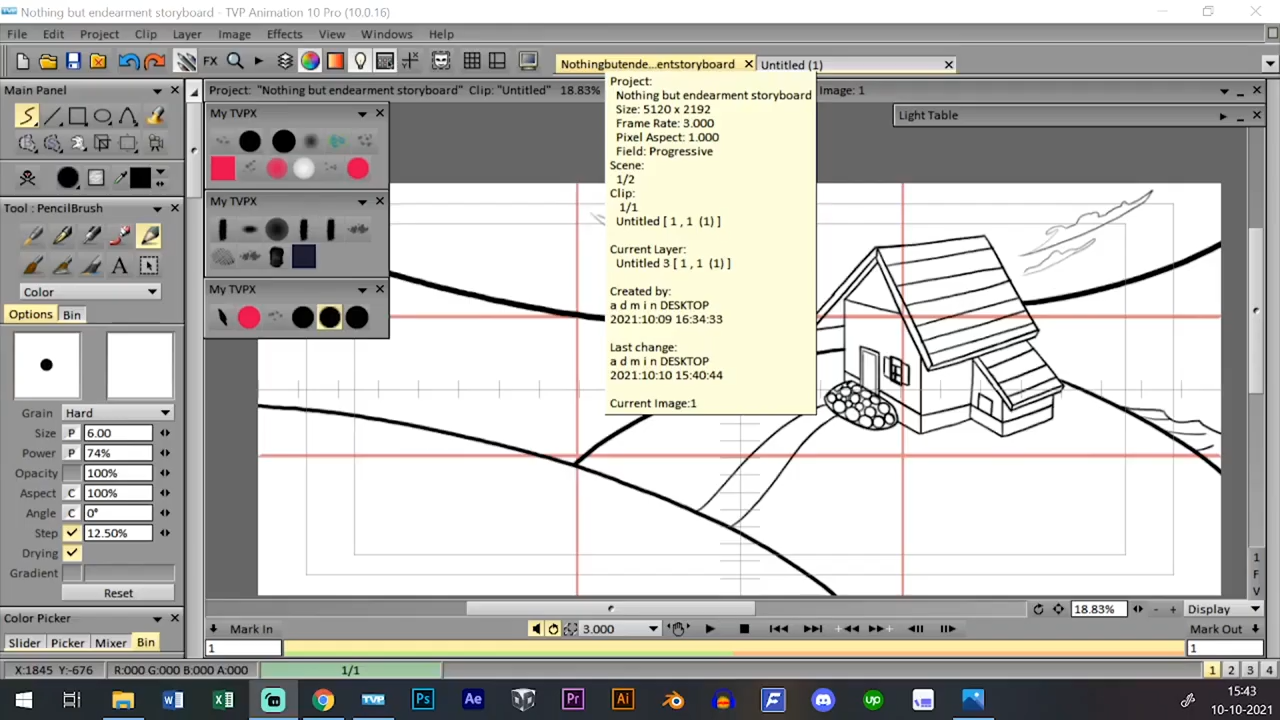 Nothing but endearment storyboard - TVP Animation 10 Pro (10.0.16)
File Edit Project Clip Layer Image Effects View Windows Help
FX
Nothingbutende...entstoryboard
Untitled (1)
Main Panel
Project: "Nothing but endearment storyboard" Clip: "Untitled" 18.83%
Image: 1
My TVPX
Light Table
Project:
Nothing but endearment storyboard
Size: 5120 x 2192
Frame Rate: 3.000
Pixel Aspect: 1.000
Field: Progressive
Scene:
1/2
Clip:
1/1
Untitled [ 1 , 1 (1) ]
Current Layer:
Untitled 3 [ 1 , 1 (1) ]
Created by:
a d m i n DESKTOP
2021:10:09 16:34:33
Last change:
a d m i n DESKTOP
2021:10:10 15:40:44
Current Image:1
My TVPX
My TVPX
Tool : PencilBrush
A
Color
Options Bin
Grain Hard
Size P 6.00
Power P 74%
Opacity 100%
Aspect C 100%
Angle C 0°
Step 12.50%
Drying
Gradient
Reset
Color Picker
Slider Picker Mixer Bin
18.83% - + Display
1
F
V
Mark In 3.000 Mark Out
1 1
X:1845 Y:-676 R:000 G:000 B:000 A:000 1/1 1 2 3 4
TVP Ps Ae Pr Ai F up
15:43
10-10-2021